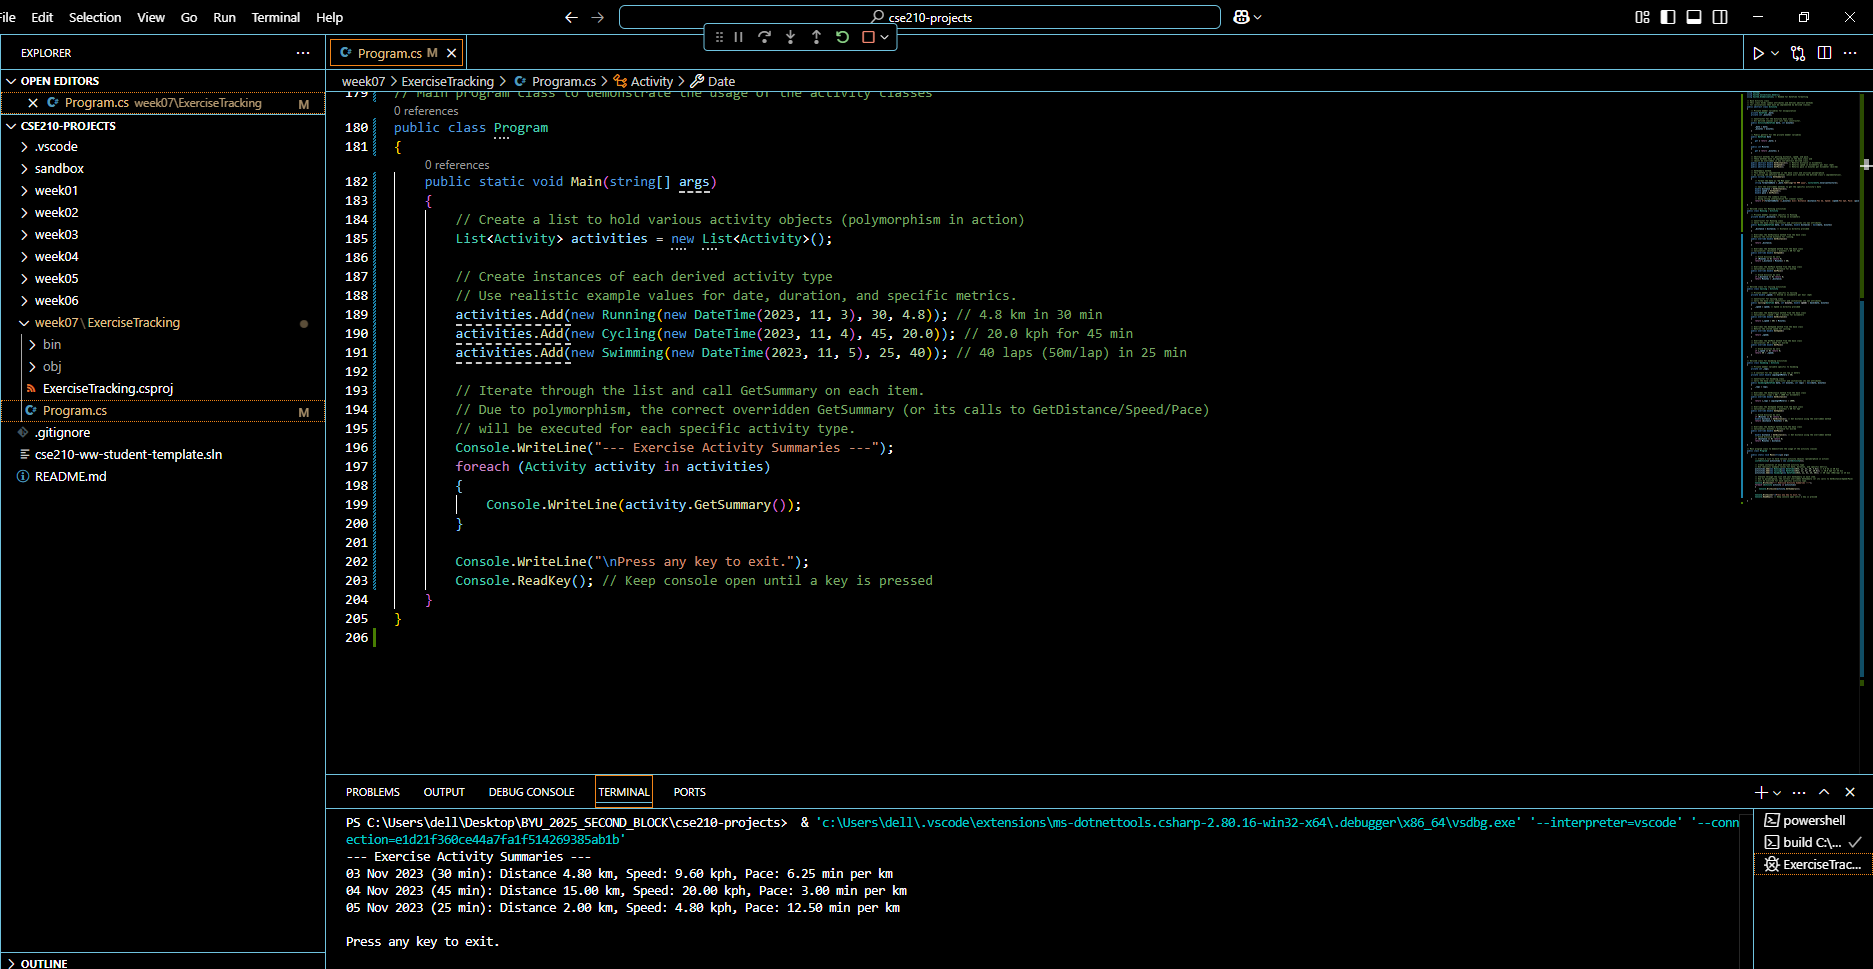 File Edit Selection View Go Run Terminal Help
cse210-projects
EXPLORER
OPEN EDITORS
Program.cs week07\ExerciseTracking M
CSE210-PROJECTS
.vscode
sandbox
week01
week02
week03
week04
week05
week06
week07\ExerciseTracking
bin
obj
ExerciseTracking.csproj
Program.cs M
.gitignore
cse210-ww-student-template.sln
README.md
OUTLINE
Program.cs M
week07 > ExerciseTracking > Program.cs > Activity > Date
179 // Main program class to demonstrate the usage of the activity classes
0 references
180 public class Program
181 {
0 references
182 public static void Main(string[] args)
183 {
184 // Create a list to hold various activity objects (polymorphism in action)
185 List<Activity> activities = new List<Activity>();
186
187 // Create instances of each derived activity type
188 // Use realistic example values for date, duration, and specific metrics.
189 activities.Add(new Running(new DateTime(2023, 11, 3), 30, 4.8)); // 4.8 km in 30 min
190 activities.Add(new Cycling(new DateTime(2023, 11, 4), 45, 20.0)); // 20.0 kph for 45 min
191 activities.Add(new Swimming(new DateTime(2023, 11, 5), 25, 40)); // 40 laps (50m/lap) in 25 min
192
193 // Iterate through the list and call GetSummary on each item.
194 // Due to polymorphism, the correct overridden GetSummary (or its calls to GetDistance/Speed/Pace)
195 // will be executed for each specific activity type.
196 Console.WriteLine("--- Exercise Activity Summaries ---");
197 foreach (Activity activity in activities)
198 {
199 Console.WriteLine(activity.GetSummary());
200 }
201
202 Console.WriteLine("\nPress any key to exit.");
203 Console.ReadKey(); // Keep console open until a key is pressed
204 }
205 }
206
PROBLEMS OUTPUT DEBUG CONSOLE TERMINAL PORTS
PS C:\Users\dell\Desktop\BYU_2025_SECOND_BLOCK\cse210-projects> & 'c:\Users\dell\.vscode\extensions\ms-dotnettools.csharp-2.80.16-win32-x64\.debugger\x86_64\vsdbg.exe' '--interpreter=vscode' '--conn
ection=e1d21f360ce44a7fa1f514269385ab1b'
--- Exercise Activity Summaries ---
03 Nov 2023 (30 min): Distance 4.80 km, Speed: 9.60 kph, Pace: 6.25 min per km
04 Nov 2023 (45 min): Distance 15.00 km, Speed: 20.00 kph, Pace: 3.00 min per km
05 Nov 2023 (25 min): Distance 2.00 km, Speed: 4.80 kph, Pace: 12.50 min per km
Press any key to exit.
powershell
build C:\...
ExerciseTrac...